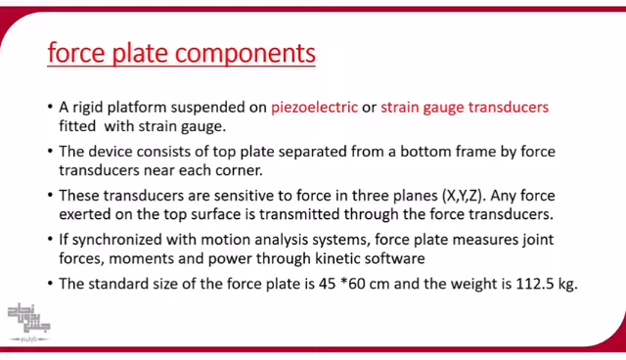 force plate components
• A rigid platform suspended on piezoelectric or strain gauge transducers
fitted with strain gauge.
• The device consists of top plate separated from a bottom frame by force
transducers near each corner.
• These transducers are sensitive to force in three planes (X,Y,Z). Any force
exerted on the top surface is transmitted through the force transducers.
• If synchronized with motion analysis systems, force plate measures joint
forces, moments and power through kinetic software
• The standard size of the force plate is 45 *60 cm and the weight is 112.5 kg.